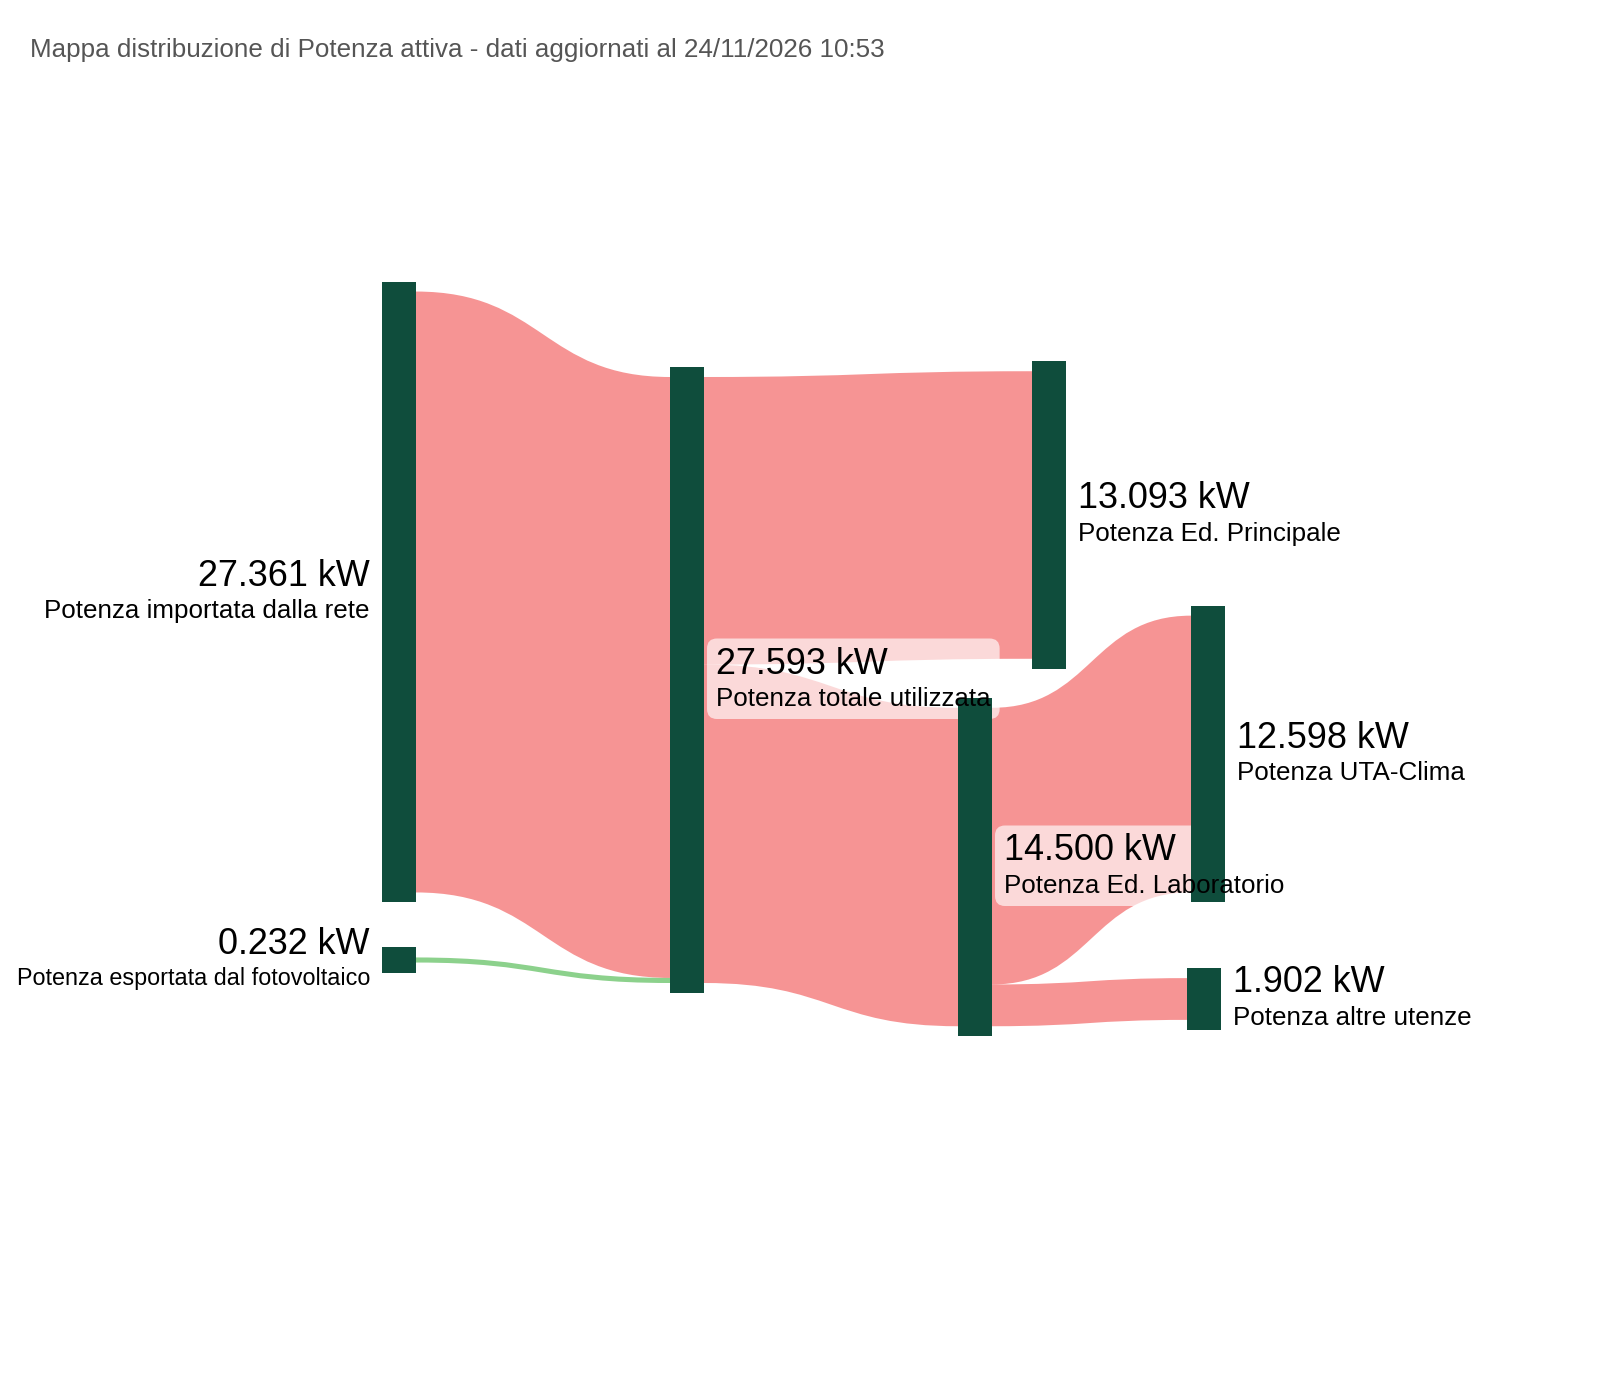 Mappa distribuzione di Potenza attiva - dati aggiornati al 24/11/2026 10:53
27.361 kW
Potenza importata dalla rete
0.232 kW
Potenza esportata dal fotovoltaico
27.593 kW
Potenza totale utilizzata
13.093 kW
Potenza Ed. Principale
14.500 kW
Potenza Ed. Laboratorio
12.598 kW
Potenza UTA-Clima
1.902 kW
Potenza altre utenze